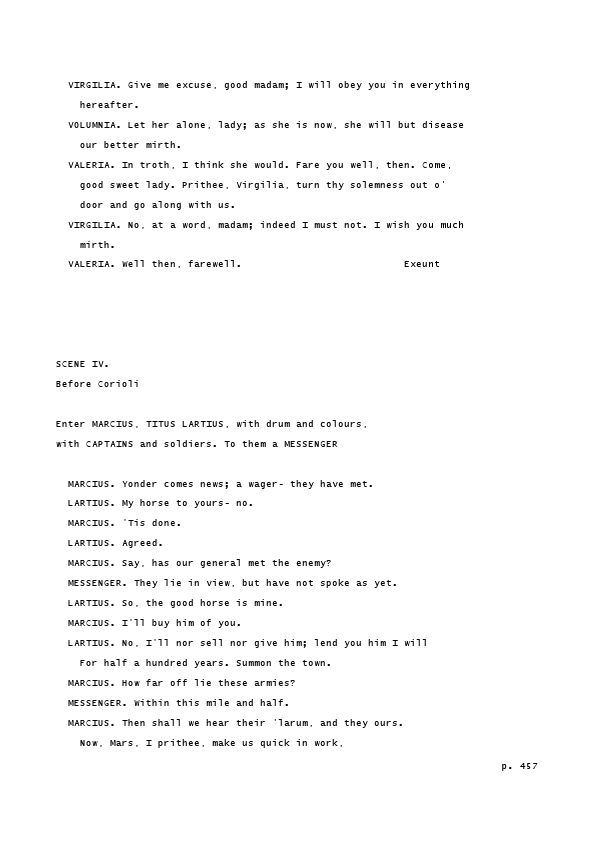 VIRGILIA. Give me excuse, good madam; I will obey you in everything
hereafter.
VOLUMNIA. Let her alone, lady; as she is now, she will but disease
our better mirth.
VALERIA. In troth, I think she would. Fare you well, then. Come,
good sweet lady. Prithee, Virgilia, turn thy solemness out o'
door and go along with us.
VIRGILIA. No, at a word, madam; indeed I must not. I wish you much
mirth.
VALERIA. Well then, farewell. Exeunt
SCENE IV.
Before Corioli
Enter MARCIUS, TITUS LARTIUS, with drum and colours,
with CAPTAINS and soldiers. To them a MESSENGER
MARCIUS. Yonder comes news; a wager- they have met.
LARTIUS. My horse to yours- no.
MARCIUS. 'Tis done.
LARTIUS. Agreed.
MARCIUS. Say, has our general met the enemy?
MESSENGER. They lie in view, but have not spoke as yet.
LARTIUS. So, the good horse is mine.
MARCIUS. I'll buy him of you.
LARTIUS. No, I'll nor sell nor give him; lend you him I will
For half a hundred years. Summon the town.
MARCIUS. How far off lie these armies?
MESSENGER. Within this mile and half.
MARCIUS. Then shall we hear their 'larum, and they ours.
Now, Mars, I prithee, make us quick in work,
p. 457